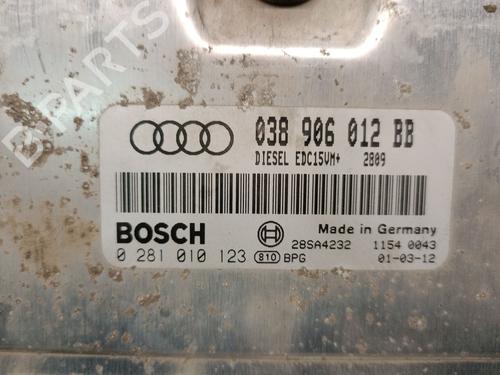 B-PARTS
038 906 012 BB
DIESEL EDC15VM+ 2809
BOSCH
Made in Germany
28SA4232 1154 0043
0 281 010 123 810 BPG 01-03-12